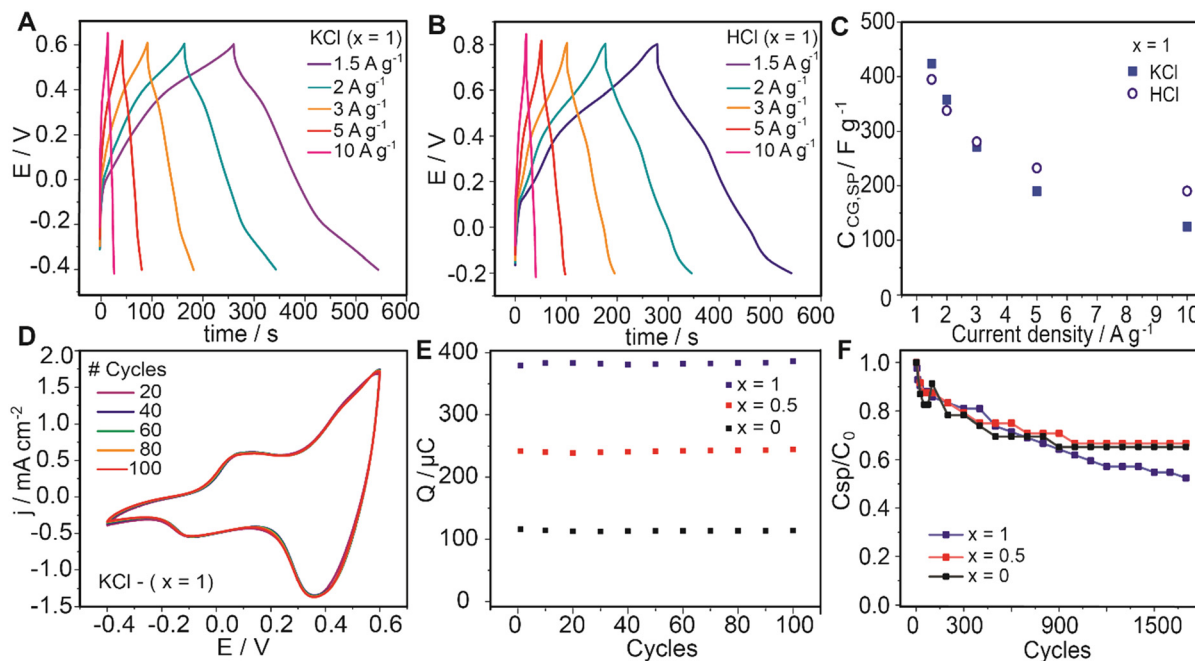 A
KCl (x = 1)
1.5 A g⁻¹
2 A g⁻¹
3 A g⁻¹
5 A g⁻¹
10 A g⁻¹
E / V
0.6
0.4
0.2
0.0
-0.2
-0.4
0 100 200 300 400 500 600
time / s
B
HCl (x = 1)
1.5 A g⁻¹
2 A g⁻¹
3 A g⁻¹
5 A g⁻¹
10 A g⁻¹
E / V
0.8
0.6
0.4
0.2
0.0
-0.2
0 100 200 300 400 500 600
time / s
C
x = 1
KCl
HCl
C_CG,SP / F g⁻¹
500
400
300
200
100
0
1 2 3 4 5 6 7 8 9 10
Current density / A g⁻¹
D
# Cycles
20
40
60
80
100
KCl - ( x = 1)
j / mA cm⁻²
2.0
1.5
1.0
0.5
0.0
-0.5
-1.0
-1.5
-0.4 -0.2 0.0 0.2 0.4 0.6
E / V
E
x = 1
x = 0.5
x = 0
Q / µC
400
300
200
100
0
0 20 40 60 80 100
Cycles
F
x = 1
x = 0.5
x = 0
Csp/C₀
1.0
0.8
0.6
0.4
0.2
0.0
0 300 600 900 1200 1500
Cycles